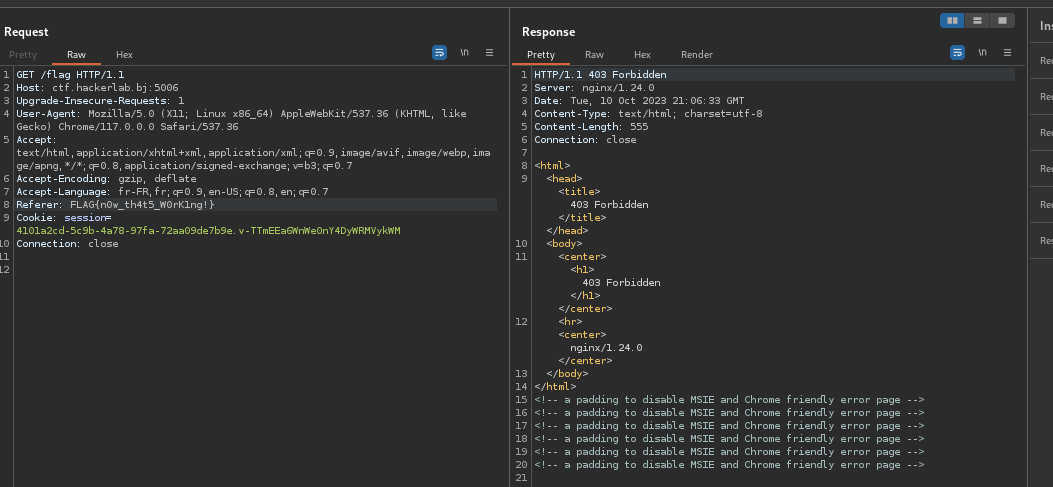 Request
Pretty Raw Hex \n
1 GET /flag HTTP/1.1
2 Host: ctf.hackerlab.bj:5006
3 Upgrade-Insecure-Requests: 1
4 User-Agent: Mozilla/5.0 (X11; Linux x86_64) AppleWebKit/537.36 (KHTML, like
Gecko) Chrome/117.0.0.0 Safari/537.36
5 Accept:
text/html,application/xhtml+xml,application/xml;q=0.9,image/avif,image/webp,ima
ge/apng,*/*;q=0.8,application/signed-exchange;v=b3;q=0.7
6 Accept-Encoding: gzip, deflate
7 Accept-Language: fr-FR,fr;q=0.9,en-US;q=0.8,en;q=0.7
8 Referer: FLAG{n0w_th4t5_W0rK1ng!}
9 Cookie: session=
4101a2cd-5c9b-4a78-97fa-72aa09de7b9e.v-TTmEEa6WnWe0nY4DyWRMVykWM
10 Connection: close
11
12
Response
Pretty Raw Hex Render \n
1 HTTP/1.1 403 Forbidden
2 Server: nginx/1.24.0
3 Date: Tue, 10 Oct 2023 21:06:33 GMT
4 Content-Type: text/html; charset=utf-8
5 Content-Length: 555
6 Connection: close
7
8 <html>
9 <head>
<title>
403 Forbidden
</title>
</head>
10 <body>
11 <center>
<h1>
403 Forbidden
</h1>
</center>
12 <hr>
<center>
nginx/1.24.0
</center>
13 </body>
14 </html>
15 <!-- a padding to disable MSIE and Chrome friendly error page -->
16 <!-- a padding to disable MSIE and Chrome friendly error page -->
17 <!-- a padding to disable MSIE and Chrome friendly error page -->
18 <!-- a padding to disable MSIE and Chrome friendly error page -->
19 <!-- a padding to disable MSIE and Chrome friendly error page -->
20 <!-- a padding to disable MSIE and Chrome friendly error page -->
21
Ins
Rec
Rec
Rec
Rec
Rec
Res